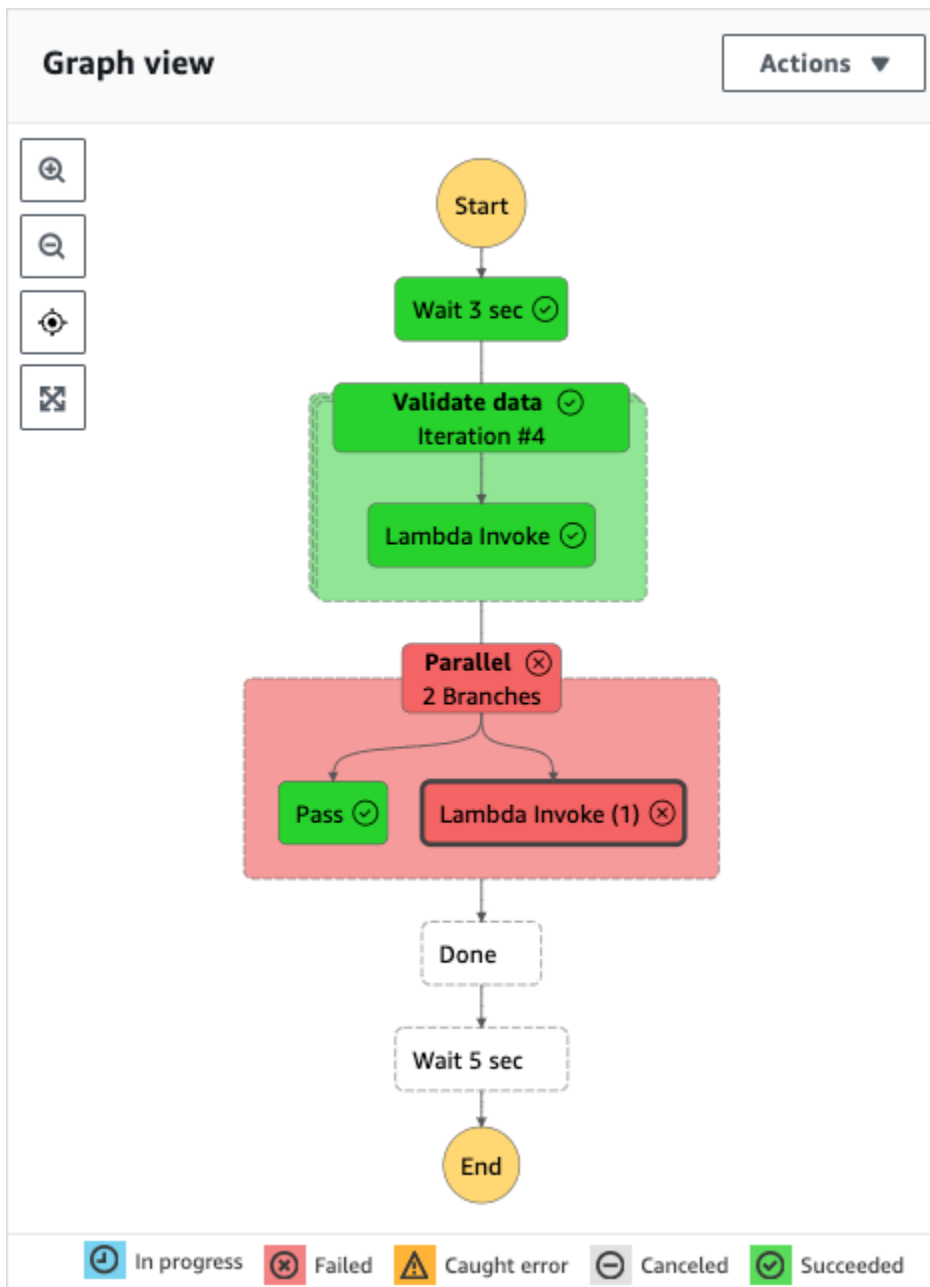 Graph view
Actions
Start
Wait 3 sec
Validate data
Iteration #4
Lambda Invoke
Parallel
2 Branches
Pass
Lambda Invoke (1)
Done
Wait 5 sec
End
In progress
Failed
Caught error
Canceled
Succeeded